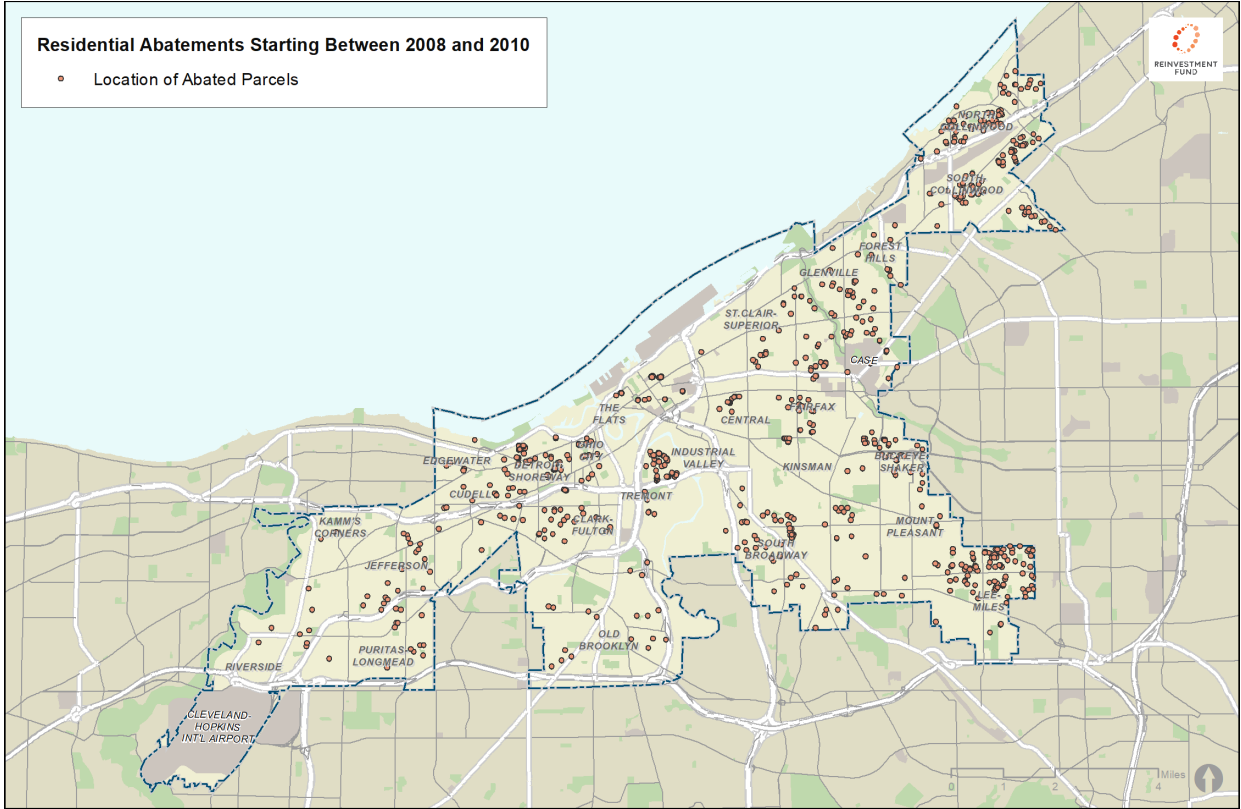 Residential Abatements Starting Between 2008 and 2010
Location of Abated Parcels
REINVESTMENT
FUND
NORTH
COLLINWOOD
SOUTH
COLLINWOOD
FOREST
HILLS
GLENVILLE
ST.CLAIR-
SUPERIOR
CASE
THE
FLATS
CENTRAL
FAIRFAX
OHIO
CITY
EDGEWATER
DETROIT
SHOREWAY
INDUSTRIAL
VALLEY
BUCKEYE
SHAKER
KINSMAN
CUDELL
TREMONT
KAMM'S
CORNERS
CLARK-
FULTON
MOUNT
PLEASANT
SOUTH
BROADWAY
JEFFERSON
LEE-
MILES
OLD
BROOKLYN
PURITAS-
LONGMEAD
RIVERSIDE
CLEVELAND-
HOPKINS
INT'L AIRPORT
Miles
0 1 2 4